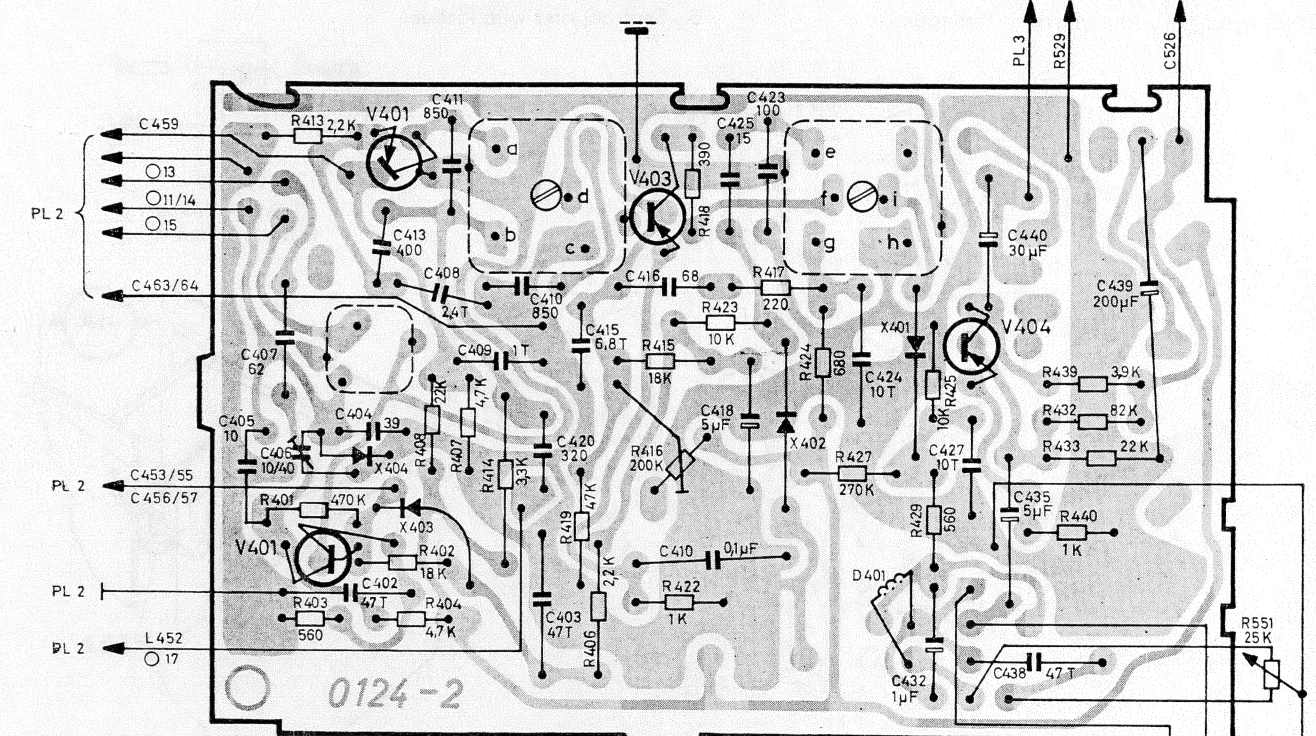 PL 3
R529
C526
C459
R413 2,2K
V401
C411
850
C423
100
C425
15
390
R418
V403
a
b
c
d
e
f
g
h
i
13
11/14
15
PL 2
C463/64
C413
400
C408
2,4T
C410
850
C416 68
R417
220
R423
10K
C415
6,8T
R415
18K
C409 1T
C407
62
C440
30µF
C439
200µF
X401
V404
R424
680
C424
10T
R425
10K
R439 3,9K
R432 82K
R433 22K
C405
10
C404
39
C406
10/40
X404
R408
22K
R407
4,7K
R414
3,3K
C420
320
C418
5µF
R416
200K
X402
R427
270K
C427
10T
PL 2
C453/55
C456/57
R401 470K
X403
R419
47K
V401
R402
18K
C410 0,1µF
R429
560
C435
5µF
R440
1K
PL 2
C402
47T
R403
560
R404
4,7K
C403
47T
R406
2,2K
R422
1K
D401
R551
25K
PL 2
L452
17
C432
1µF
C438 47T
0124-2